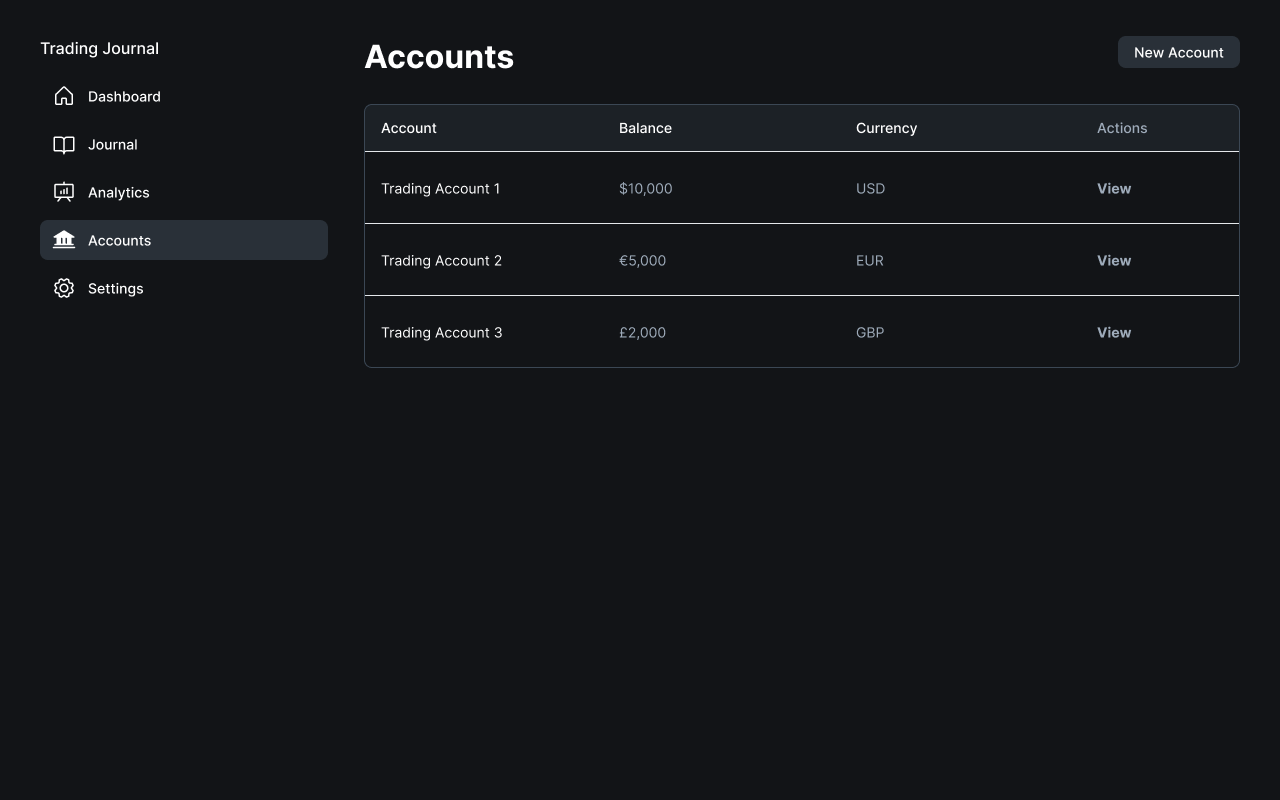 Trading Journal
Dashboard
Journal
Analytics
Accounts
Settings
Accounts
New Account
Account Balance Currency Actions
Trading Account 1 $10,000 USD View
Trading Account 2 €5,000 EUR View
Trading Account 3 £2,000 GBP View